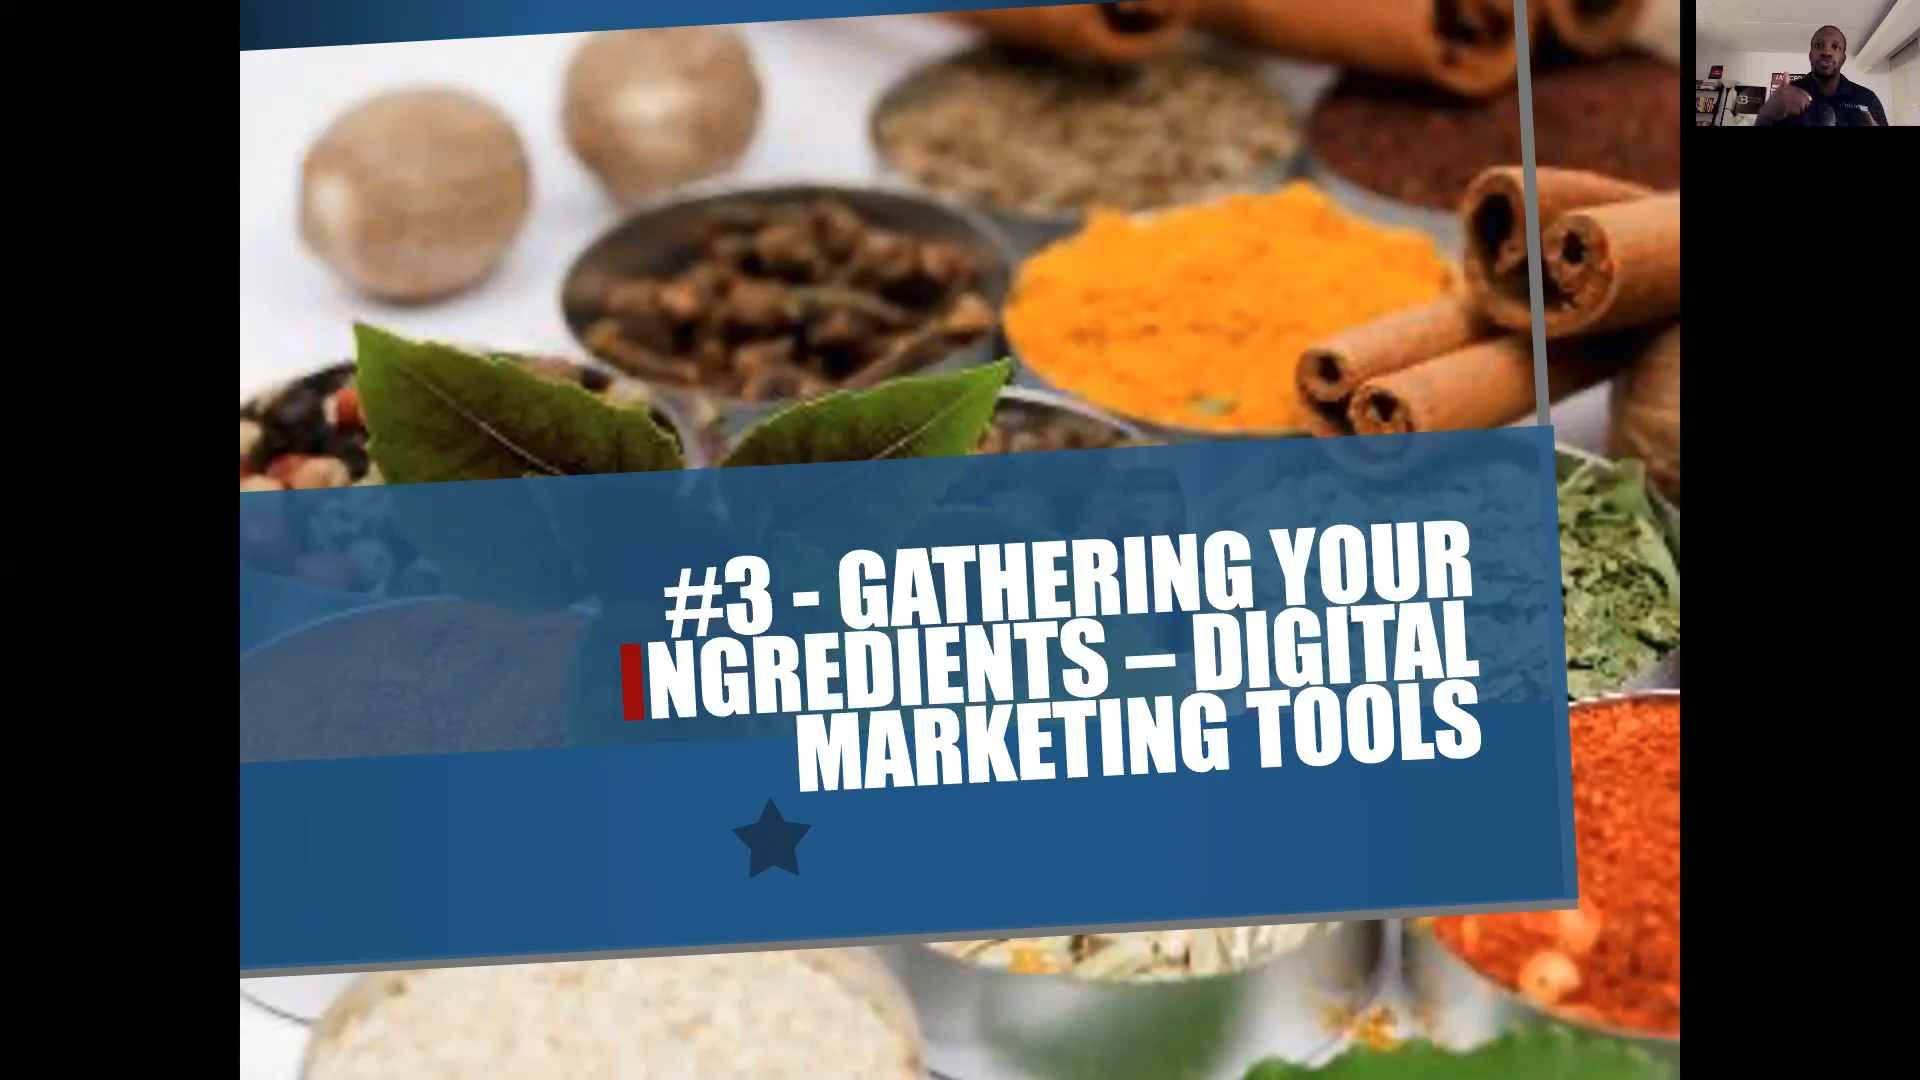 #3 - GATHERING YOUR
INGREDIENTS – DIGITAL
MARKETING TOOLS